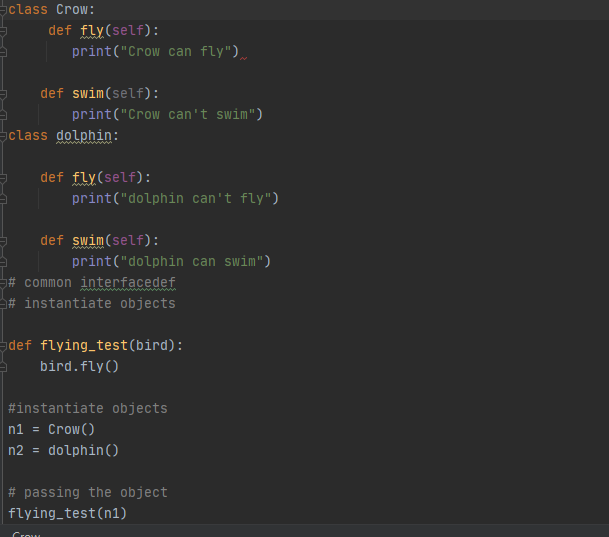 class Crow:
     def fly(self):
        print("Crow can fly")
    def swim(self):
        print("Crow can't swim")
class dolphin:
    def fly(self):
        print("dolphin can't fly")
    def swim(self):
        print("dolphin can swim")
# common interfacedef
# instantiate objects
def flying_test(bird):
    bird.fly()
#instantiate objects
n1 = Crow()
n2 = dolphin()
# passing the object
flying_test(n1)
Crow